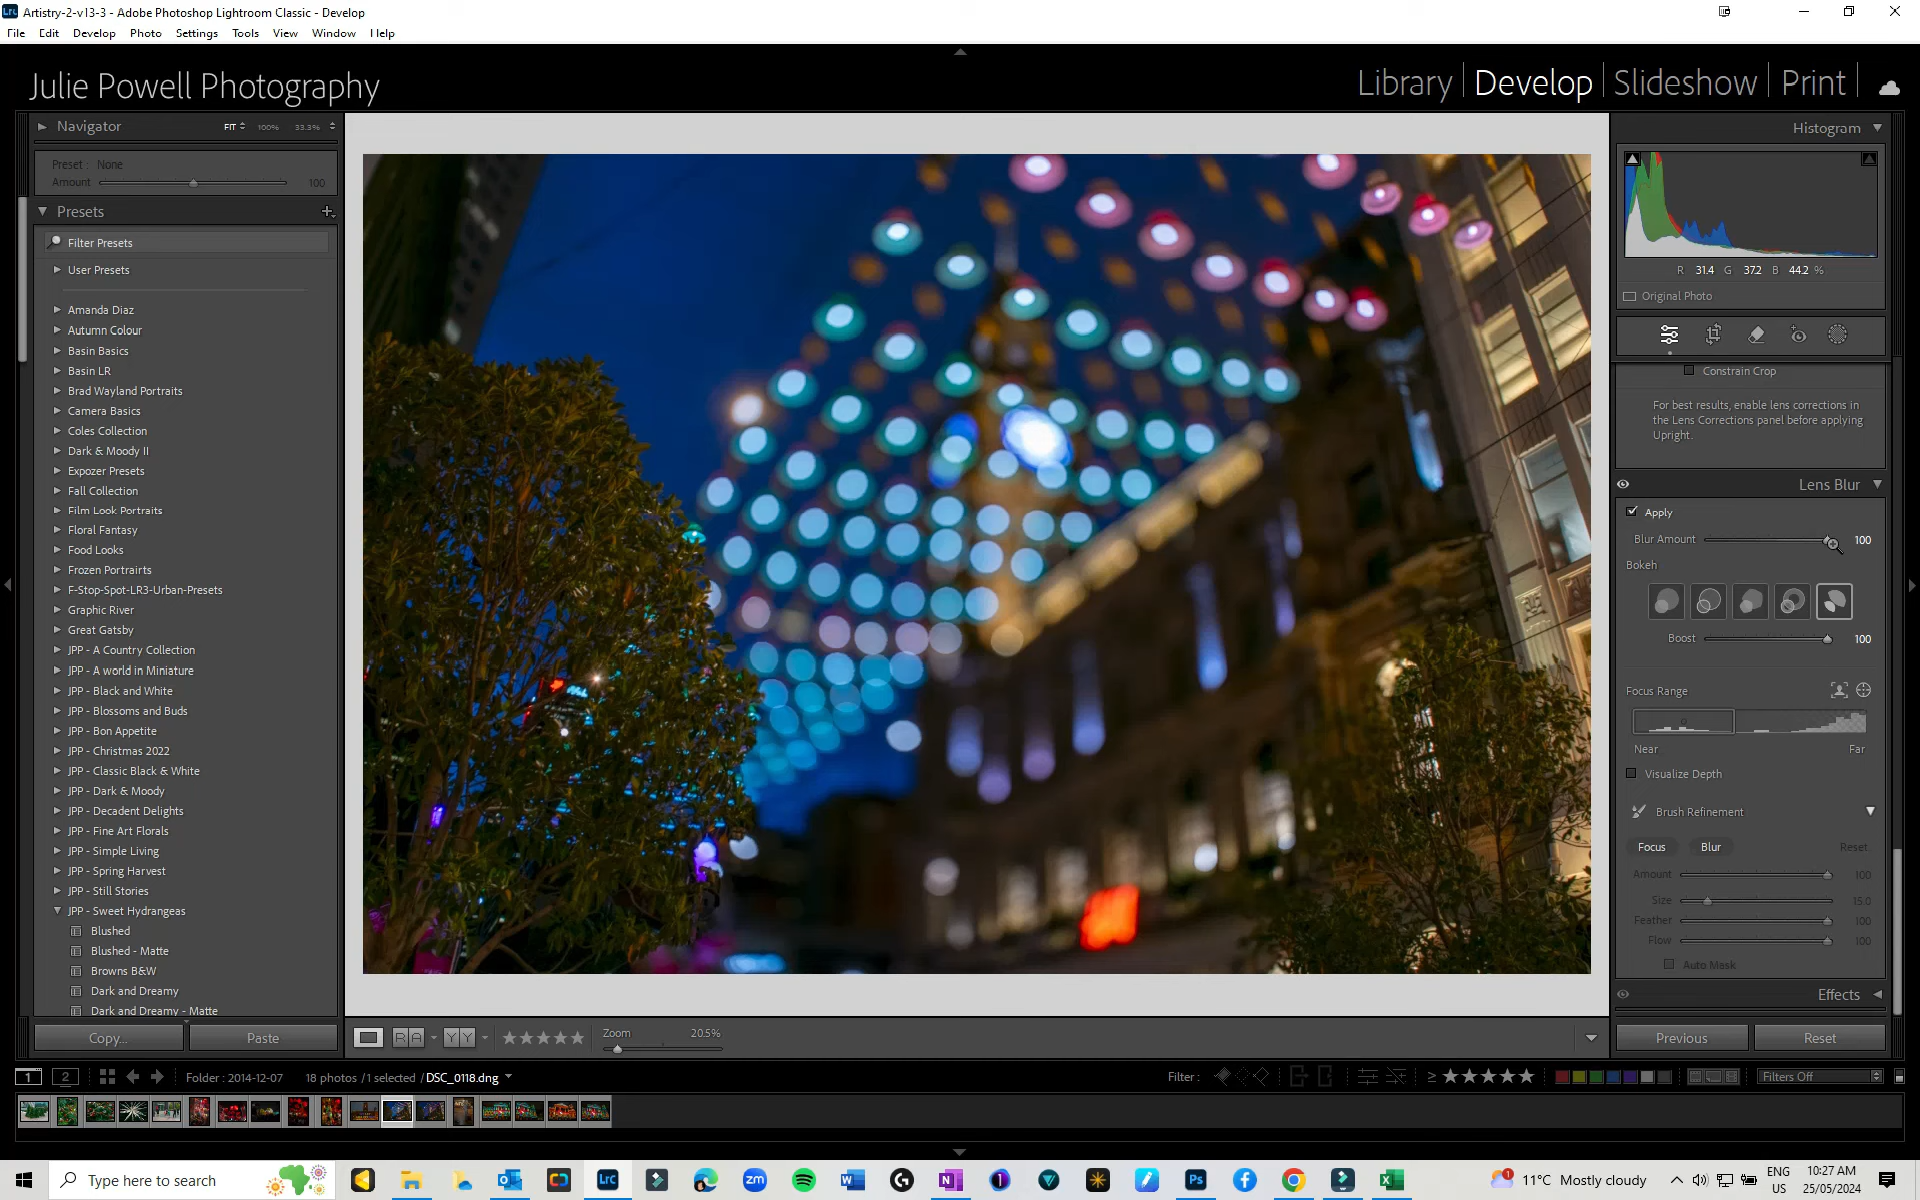 Artistry-2-v13-3 - Adobe Photoshop Lightroom Classic - Develop
File Edit Develop Photo Settings Tools View Window Help
Julie Powell Photography
Library Develop Slideshow Print
Navigator FIT 100% 33.3%
Preset : None
Amount 100
Presets
Filter Presets
User Presets
Amanda Diaz
Autumn Colour
Basin Basics
Basin LR
Brad Wayland Portraits
Camera Basics
Coles Collection
Dark & Moody II
Expozer Presets
Fall Collection
Film Look Portraits
Floral Fantasy
Food Looks
Frozen Portrairts
F-Stop-Spot-LR3-Urban-Presets
Graphic River
Great Gatsby
JPP - A Country Collection
JPP - A world in Miniature
JPP - Black and White
JPP - Blossoms and Buds
JPP - Bon Appetite
JPP - Christmas 2022
JPP - Classic Black & White
JPP - Dark & Moody
JPP - Decadent Delights
JPP - Fine Art Florals
JPP - Simple Living
JPP - Spring Harvest
JPP - Still Stories
JPP - Sweet Hydrangeas
Blushed
Blushed - Matte
Browns B&W
Dark and Dreamy
Dark and Dreamy - Matte
Copy... Paste
R A Y Y Zoom 20.5%
Histogram
R 31.4 G 37.2 B 44.2 %
Original Photo
Constrain Crop
For best results, enable lens corrections in
the Lens Corrections panel before applying
Upright.
Lens Blur
Apply
Blur Amount 100
Bokeh
Boost 100
Focus Range
Near Far
Visualize Depth
Brush Refinement
Focus Blur Reset
Amount 100
Size 15.0
Feather 100
Flow 100
Auto Mask
Effects
Previous Reset
1 2 Folder : 2014-12-07 18 photos / 1 selected / DSC_0118.dng Filter : ≥ Filters Off
Type here to search
Lrc zm W N 1 Ps X
1 11°C Mostly cloudy ENG 10:27 AM
US 25/05/2024